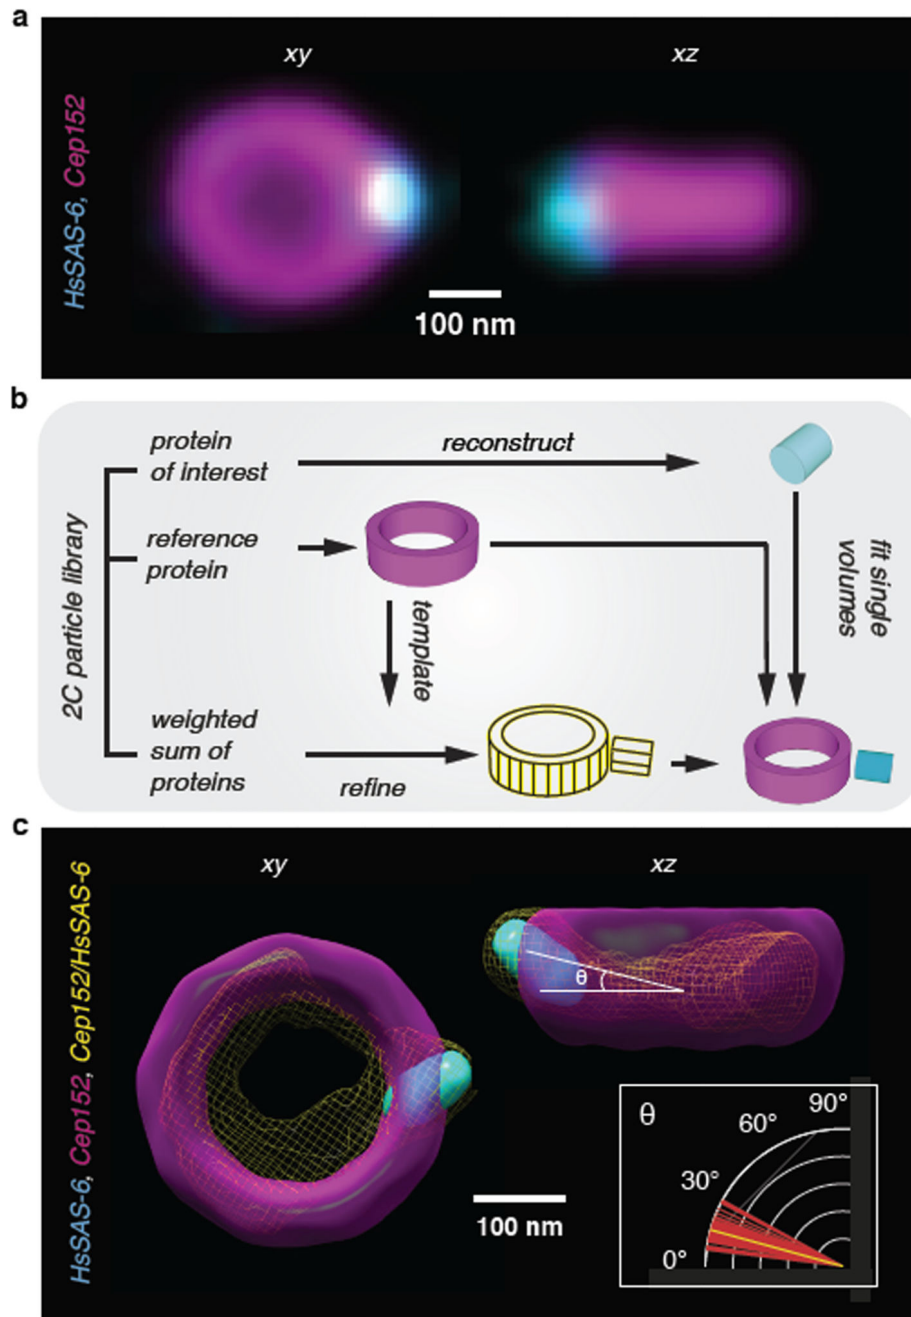 a
xy
xz
HsSAS-6, Cep152
100 nm
b
2C particle library
protein
of interest
reconstruct
reference
protein
template
fit single
volumes
weighted
sum of
proteins
refine
c
xy
xz
HsSAS-6, Cep152, Cep152/HsSAS-6
θ
100 nm
θ
90°
60°
30°
0°